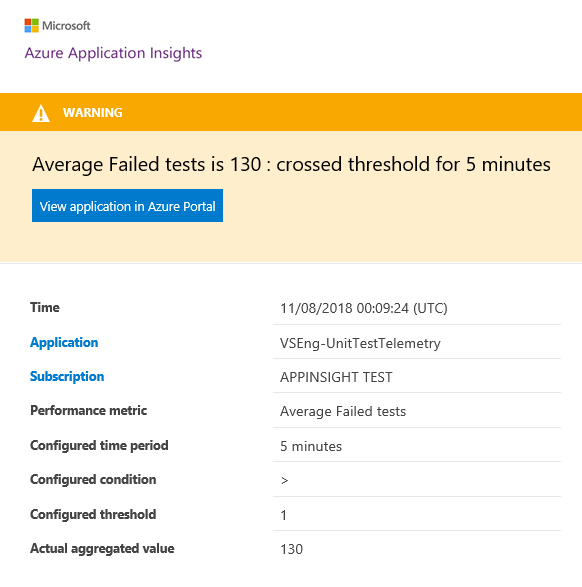 Microsoft
Azure Application Insights
WARNING
Average Failed tests is 130 : crossed threshold for 5 minutes
View application in Azure Portal
Time 11/08/2018 00:09:24 (UTC)
Application VSEng-UnitTestTelemetry
Subscription APPINSIGHT TEST
Performance metric Average Failed tests
Configured time period 5 minutes
Configured condition >
Configured threshold 1
Actual aggregated value 130